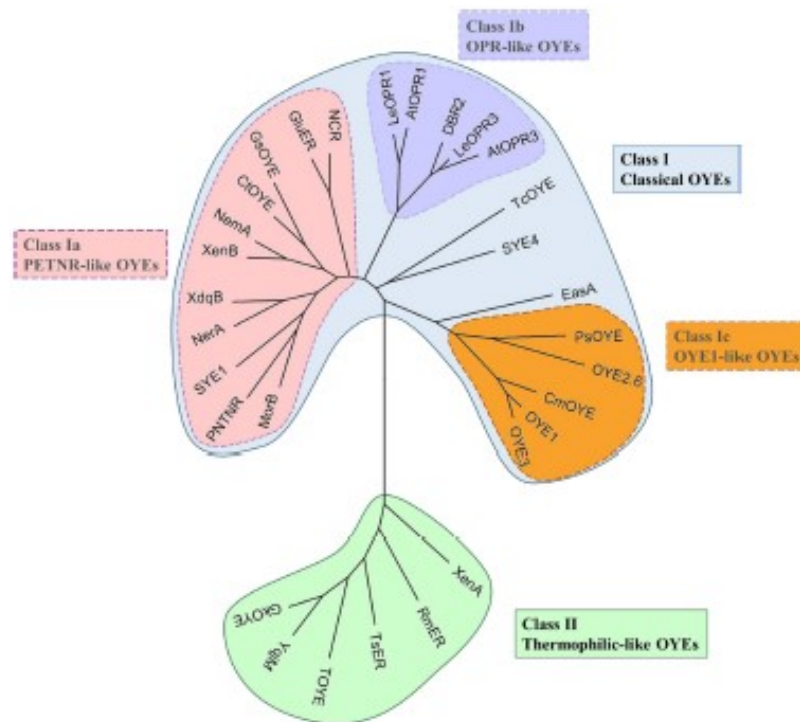 Class Ib
OPR-like OYEs
LeOPR1
AtOPR1
DBR2
LeOPR3
AtOPR3
NCR
GluER
GsOYE
CtOYE
NemA
XenB
XdqB
NerA
SYE1
PNTNR
MorB
Class Ia
PETNR-like OYEs
Class I
Classical OYEs
TcOYE
SYE4
EasA
PsOYE
OYE2.6
CmOYE
OYE1
OYE3
Class Ic
OYE1-like OYEs
XenA
RmER
TsER
TOYE
YqjM
GkOYE
Class II
Thermophilic-like OYEs